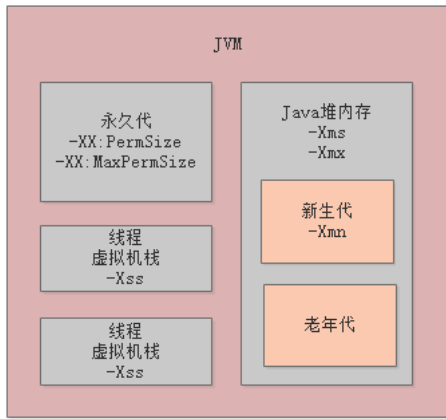 JVM
永久代
-XX:PermSize
-XX:MaxPermSize
线程
虚拟机栈
-Xss
线程
虚拟机栈
-Xss
Java堆内存
-Xms
-Xmx
新生代
-Xmn
老年代